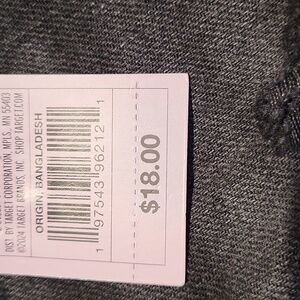 DIST. BY TARGET CORPORATION, MPLS., MN 55403
©2024 TARGET BRANDS, INC. SHOP TARGET.COM
ORIGIN: BANGLADESH
1 97543 96212 1
$18.00